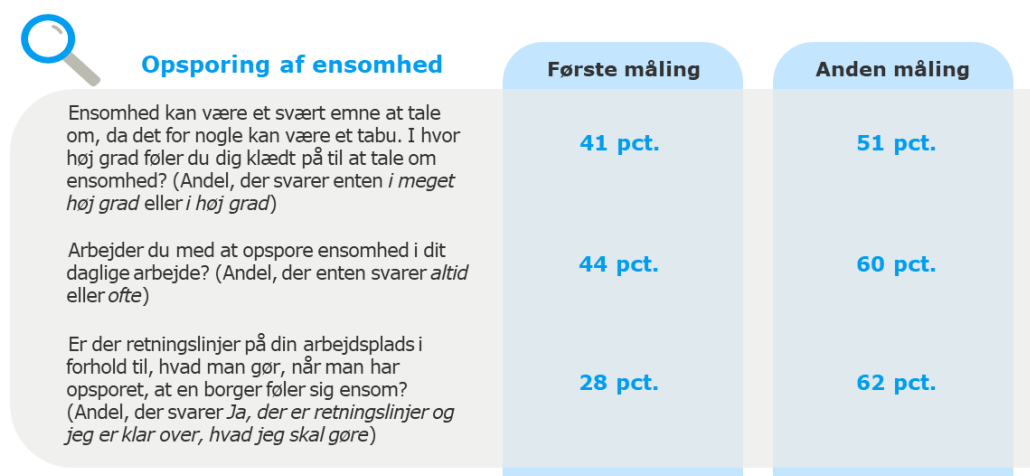 Opsporing af ensomhed
Første måling
Anden måling
Ensomhed kan være et svært emne at tale
om, da det for nogle kan være et tabu. I hvor
høj grad føler du dig klædt på til at tale om
ensomhed? (Andel, der svarer enten i meget
høj grad eller i høj grad)
41 pct.
51 pct.
Arbejder du med at opspore ensomhed i dit
daglige arbejde? (Andel, der enten svarer altid
eller ofte)
44 pct.
60 pct.
Er der retningslinjer på din arbejdsplads i
forhold til, hvad man gør, når man har
opsporet, at en borger føler sig ensom?
(Andel, der svarer Ja, der er retningslinjer og
jeg er klar over, hvad jeg skal gøre)
28 pct.
62 pct.